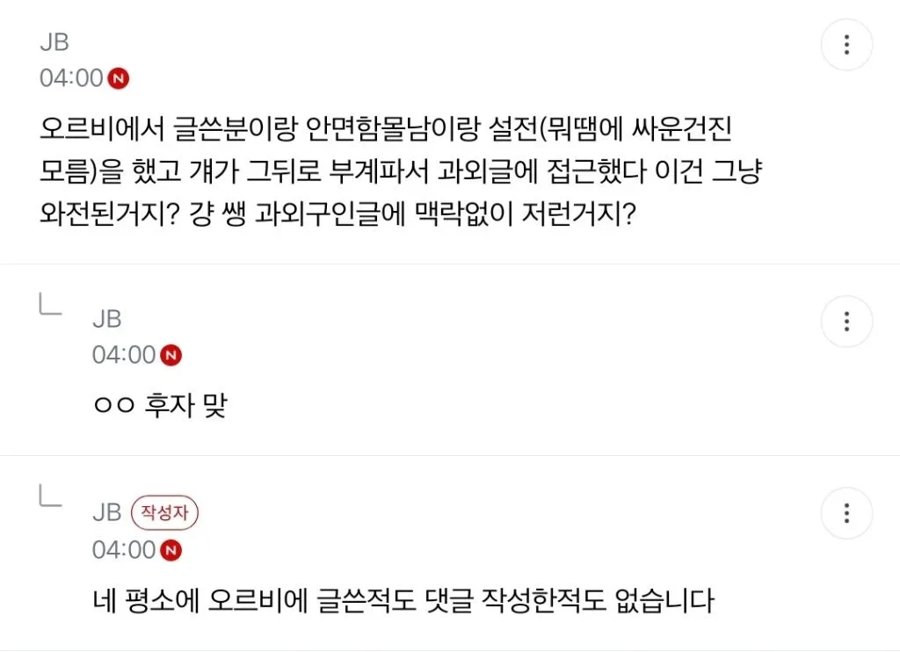 JB
04:00 N
오르비에서 글쓴분이랑 안면함몰남이랑 설전(뭐땜에 싸운건진
모름)을 했고 걔가 그뒤로 부계파서 과외글에 접근했다 이건 그냥
와전된거지? 걍 쌩 과외구인글에 맥락없이 저런거지?
JB
04:00 N
ㅇㅇ 후자 맞
JB 작성자
04:00 N
네 평소에 오르비에 글쓴적도 댓글 작성한적도 없습니다